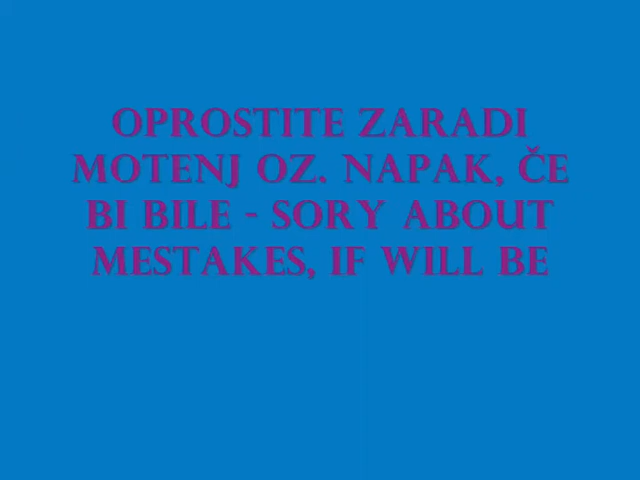 OPROSTITE ZARADI
MOTENJ OZ. NAPAK, ČE
BI BILE - SORY ABOUT
MESTAKES, IF WILL BE